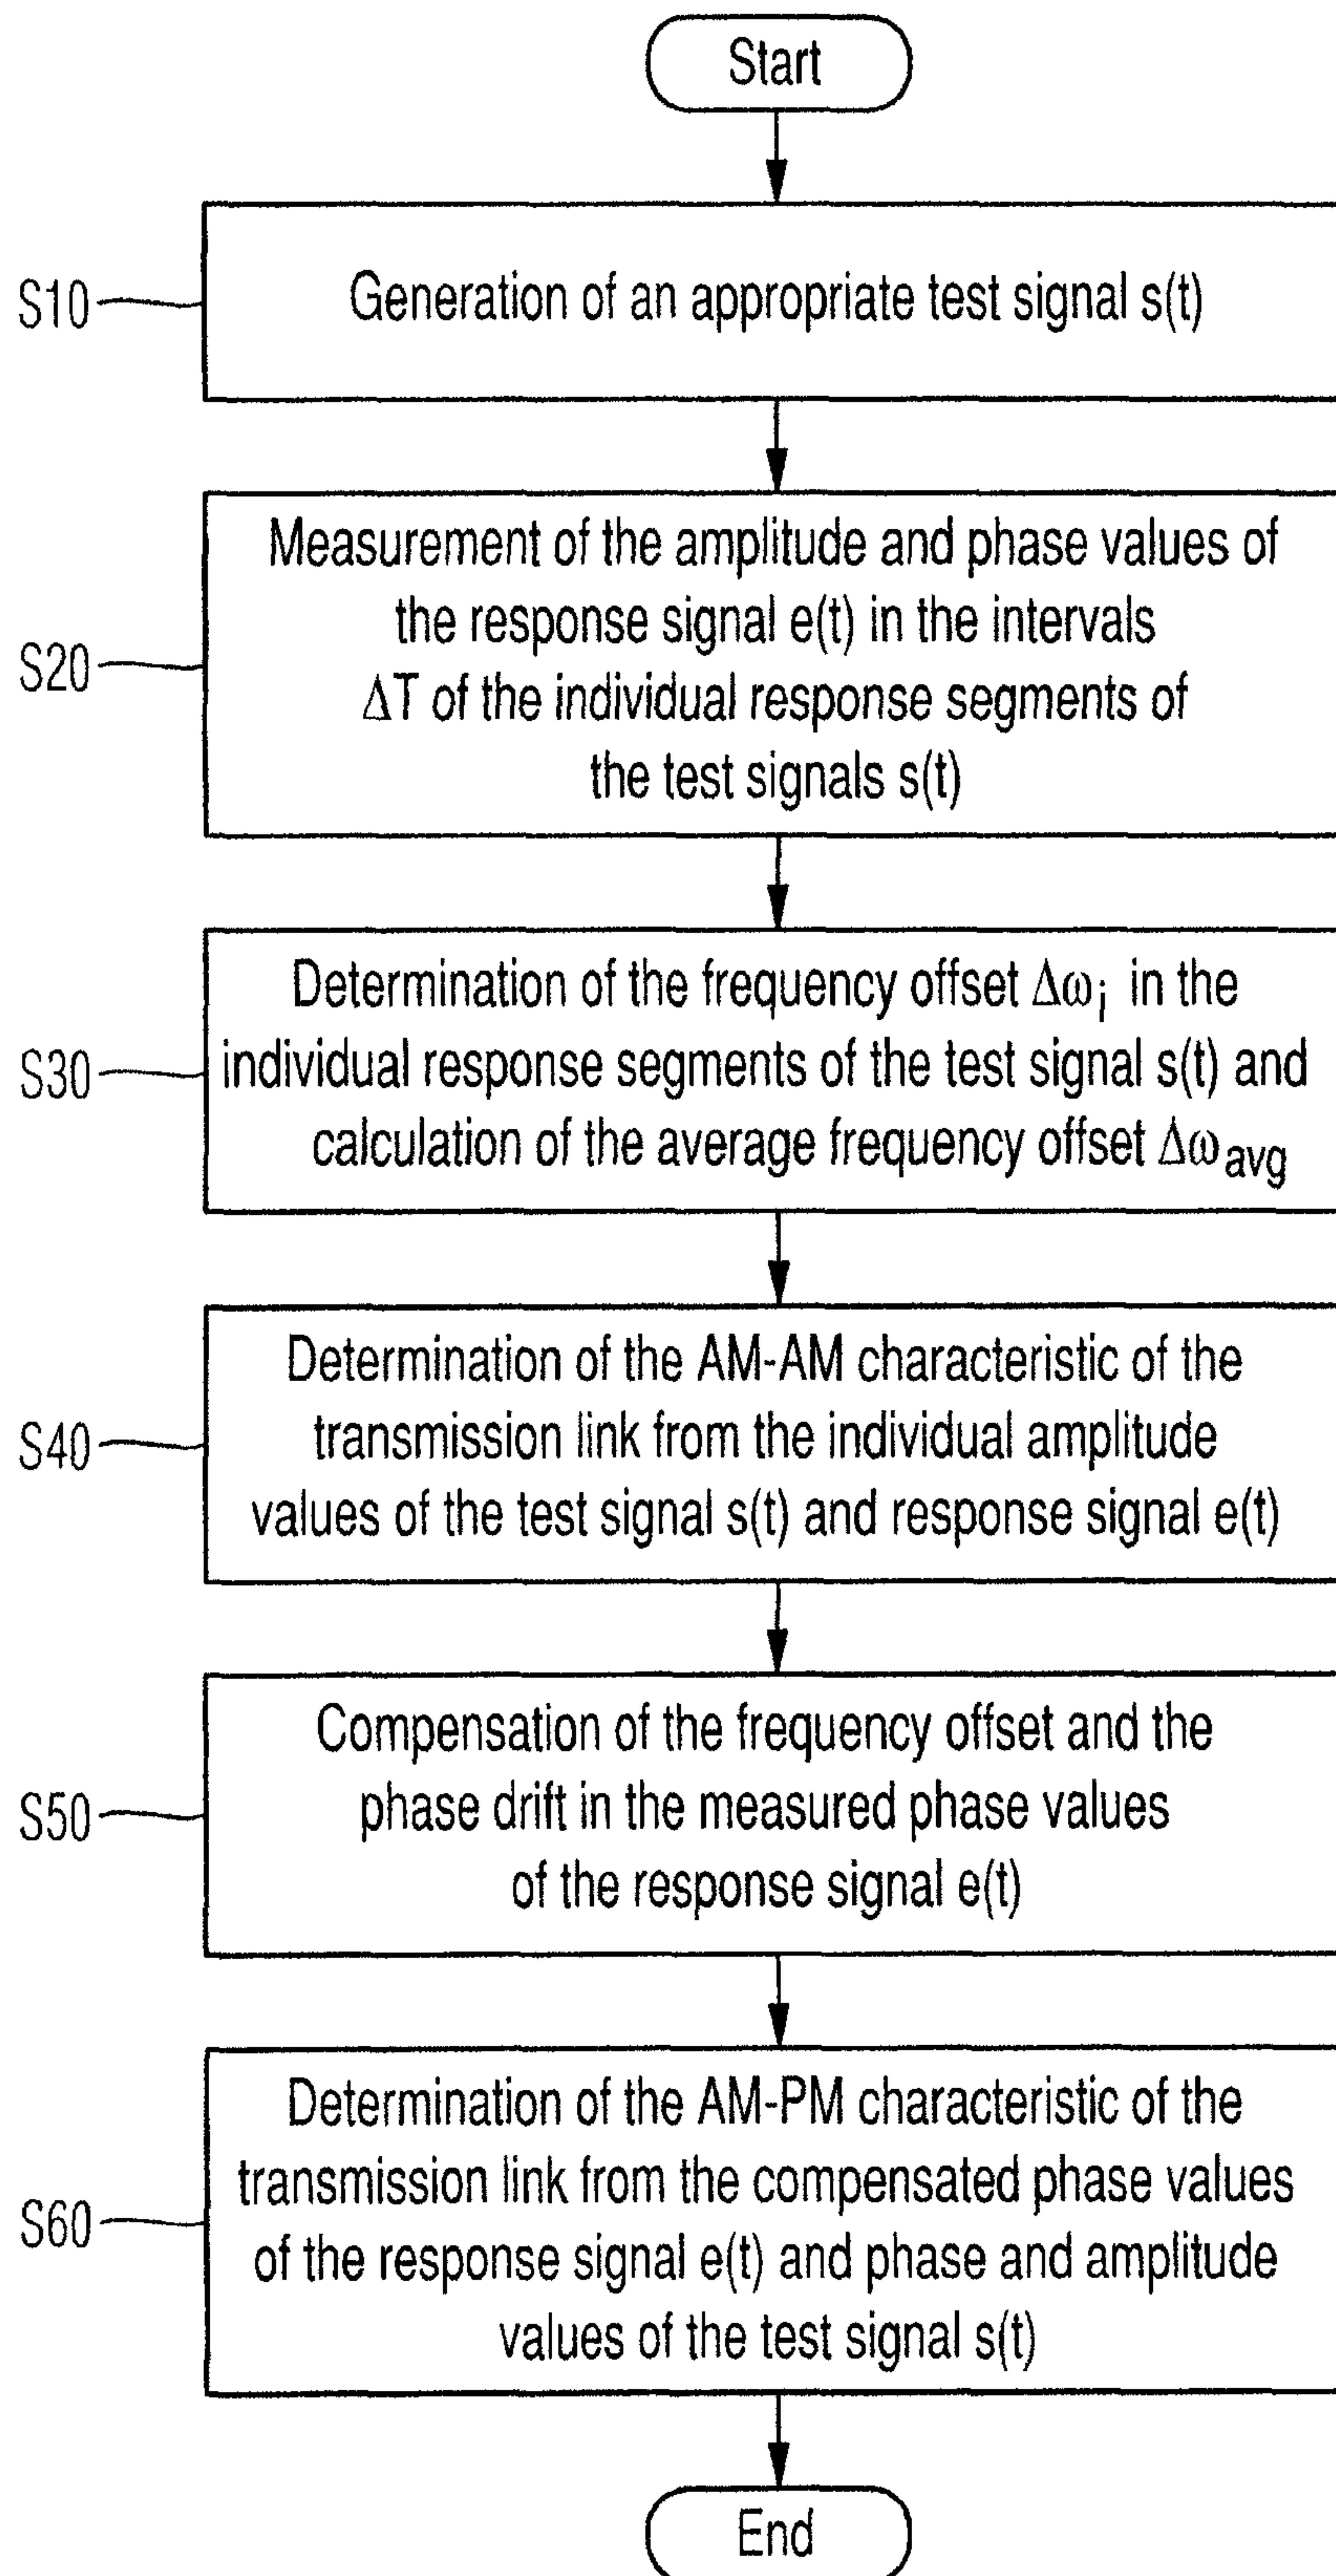 Start
S10
Generation of an appropriate test signal s(t)
S20
Measurement of the amplitude and phase values of
the response signal e(t) in the intervals
ΔT of the individual response segments of
the test signals s(t)
S30
Determination of the frequency offset Δω_i in the
individual response segments of the test signal s(t) and
calculation of the average frequency offset Δω_avg
S40
Determination of the AM-AM characteristic of the
transmission link from the individual amplitude
values of the test signal s(t) and response signal e(t)
S50
Compensation of the frequency offset and the
phase drift in the measured phase values
of the response signal e(t)
S60
Determination of the AM-PM characteristic of the
transmission link from the compensated phase values
of the response signal e(t) and phase and amplitude
values of the test signal s(t)
End